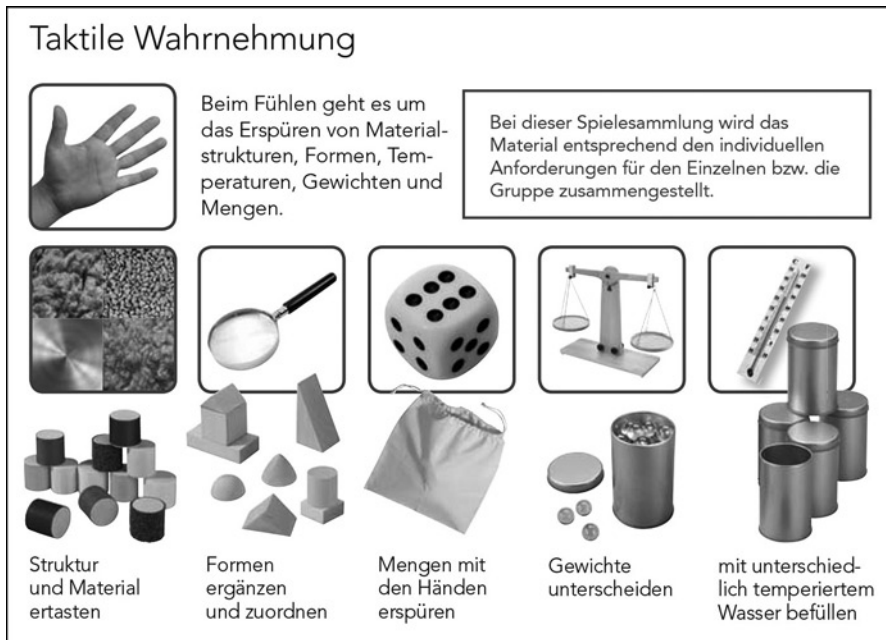 Taktile Wahrnehmung
Beim Fühlen geht es um
das Erspüren von Material-
strukturen, Formen, Tem-
peraturen, Gewichten und
Mengen.
Bei dieser Spielesammlung wird das
Material entsprechend den individuellen
Anforderungen für den Einzelnen bzw. die
Gruppe zusammengestellt.
Struktur
und Material
ertasten
Formen
ergänzen
und zuordnen
Mengen mit
den Händen
erspüren
Gewichte
unterscheiden
mit unterschied-
lich temperiertem
Wasser befüllen